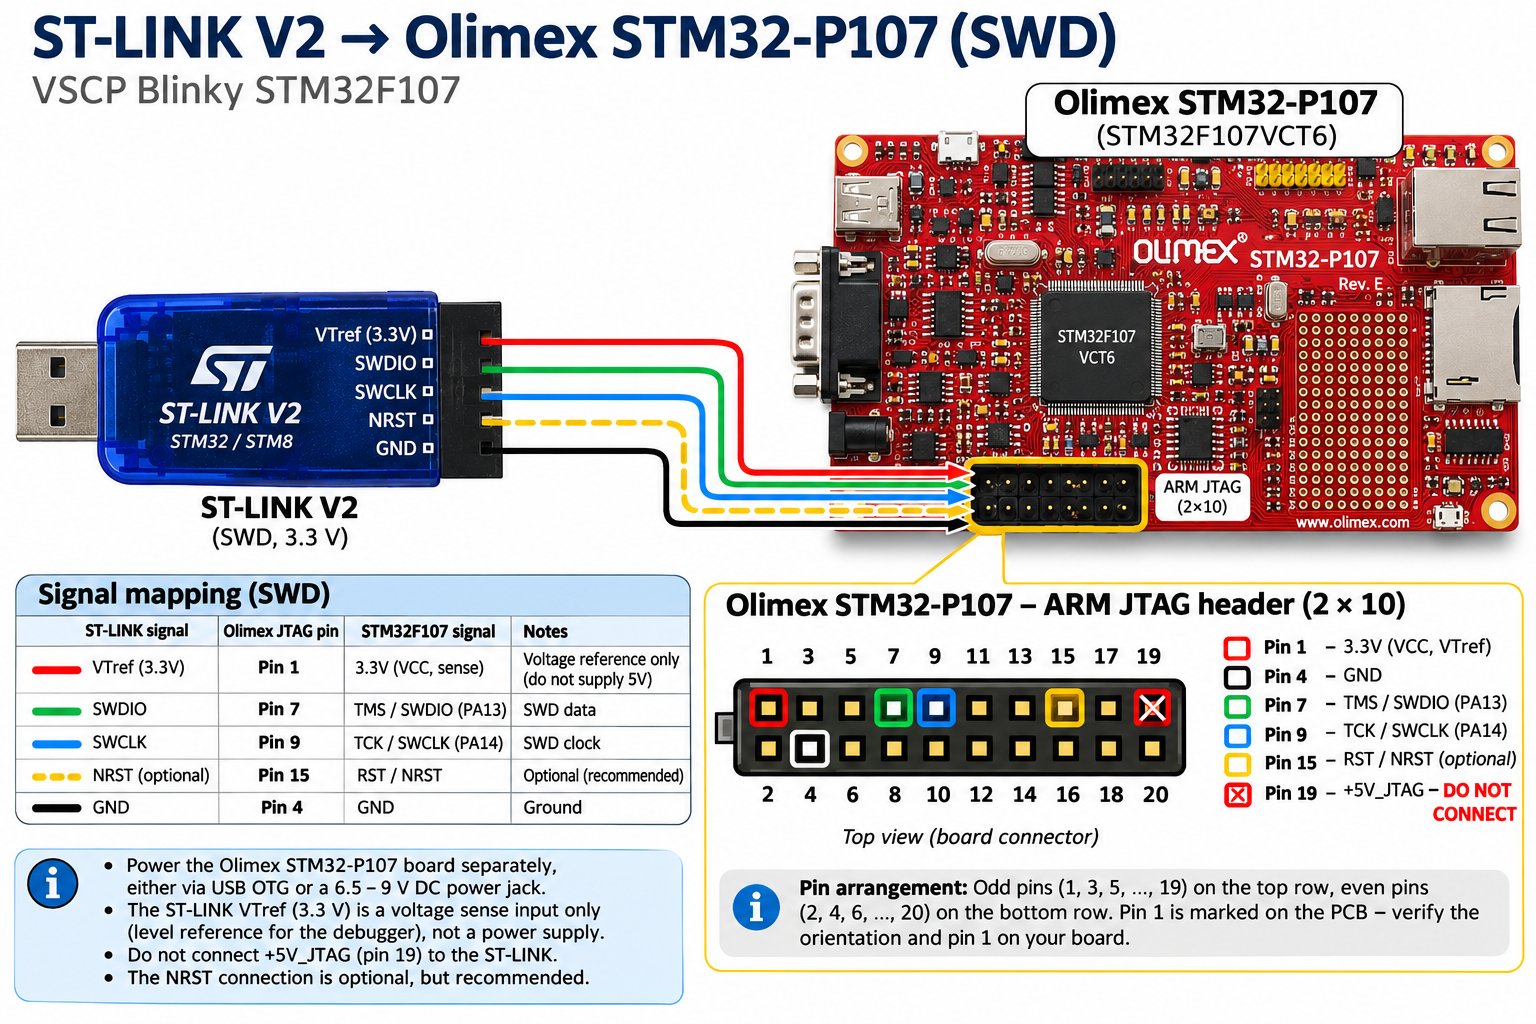 ST-LINK V2 → Olimex STM32-P107 (SWD)
VSCP Blinky STM32F107
Olimex STM32-P107
(STM32F107VCT6)
OLIMEX®
STM32-P107
Rev. E
STM32F107
VCT6
VTref (3.3V)
SWDIO
SWCLK
NRST
GND
ST
ST-LINK V2
STM32 / STM8
ST-LINK V2
(SWD, 3.3 V)
ARM JTAG
(2×10)
www.olimex.com
Signal mapping (SWD)
ST-LINK signal Olimex JTAG pin STM32F107 signal Notes
VTref (3.3V) Pin 1 3.3V (VCC, sense) Voltage reference only
(do not supply 5V)
SWDIO Pin 7 TMS / SWDIO (PA13) SWD data
SWCLK Pin 9 TCK / SWCLK (PA14) SWD clock
NRST (optional) Pin 15 RST / NRST Optional (recommended)
GND Pin 4 GND Ground
i
• Power the Olimex STM32-P107 board separately,
either via USB OTG or a 6.5 – 9 V DC power jack.
• The ST-LINK VTref (3.3 V) is a voltage sense input only
(level reference for the debugger), not a power supply.
• Do not connect +5V_JTAG (pin 19) to the ST-LINK.
• The NRST connection is optional, but recommended.
Olimex STM32-P107 – ARM JTAG header (2 × 10)
1 3 5 7 9 11 13 15 17 19
2 4 6 8 10 12 14 16 18 20
Top view (board connector)
Pin 1 – 3.3V (VCC, VTref)
Pin 4 – GND
Pin 7 – TMS / SWDIO (PA13)
Pin 9 – TCK / SWCLK (PA14)
Pin 15 – RST / NRST (optional)
Pin 19 – +5V_JTAG – DO NOT
CONNECT
i
Pin arrangement: Odd pins (1, 3, 5, ..., 19) on the top row, even pins
(2, 4, 6, ..., 20) on the bottom row. Pin 1 is marked on the PCB – verify the
orientation and pin 1 on your board.